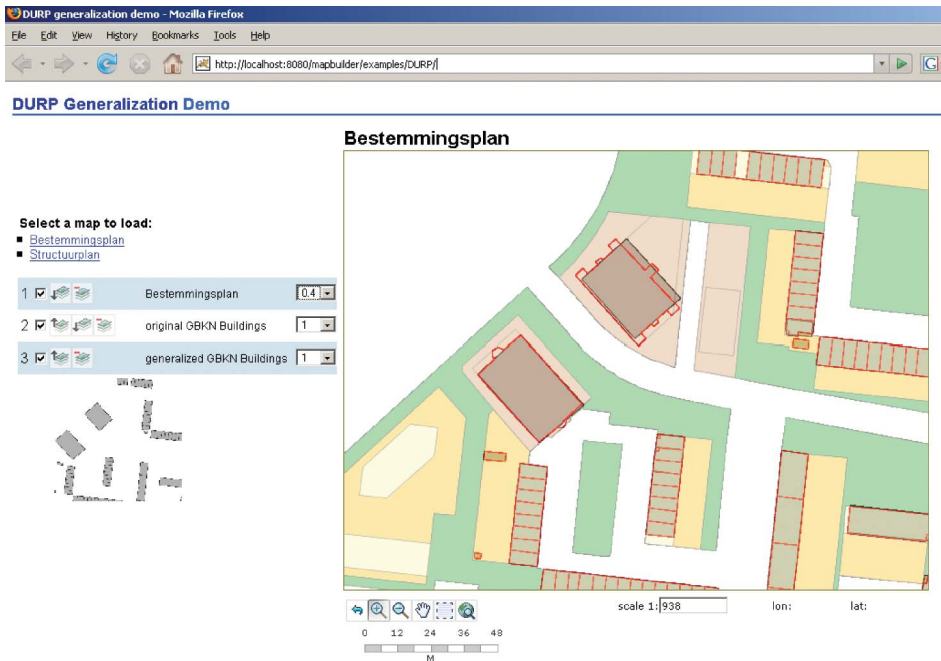 DURP generalization demo - Mozilla Firefox
File Edit View History Bookmarks Tools Help
http://localhost:8080/mapbuilder/examples/DURP/
G
DURP Generalization Demo
Bestemmingsplan
Select a map to load:
Bestemmingsplan
Structuurplan
1 Bestemmingsplan 0.4
2 original GBKN Buildings 1
3 generalized GBKN Buildings 1
scale 1: 938 lon: lat:
0 12 24 36 48
M